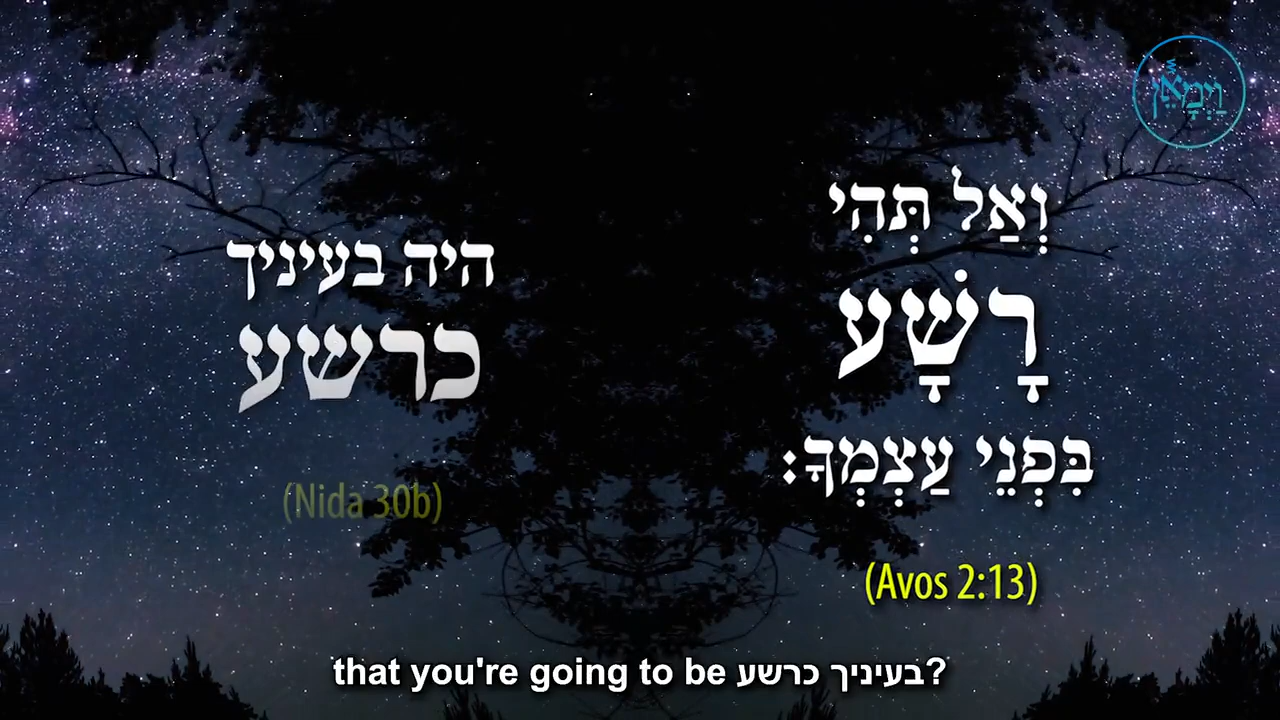 וַיְמָאֵ֓ן
וְאַל תְּהִי
רָשָׁע
בִּפְנֵי עַצְמְךָ:
(Avos 2:13)
היה בעיניך
כרשע
(Nida 30b)
that you're going to be בעיניך כרשע?